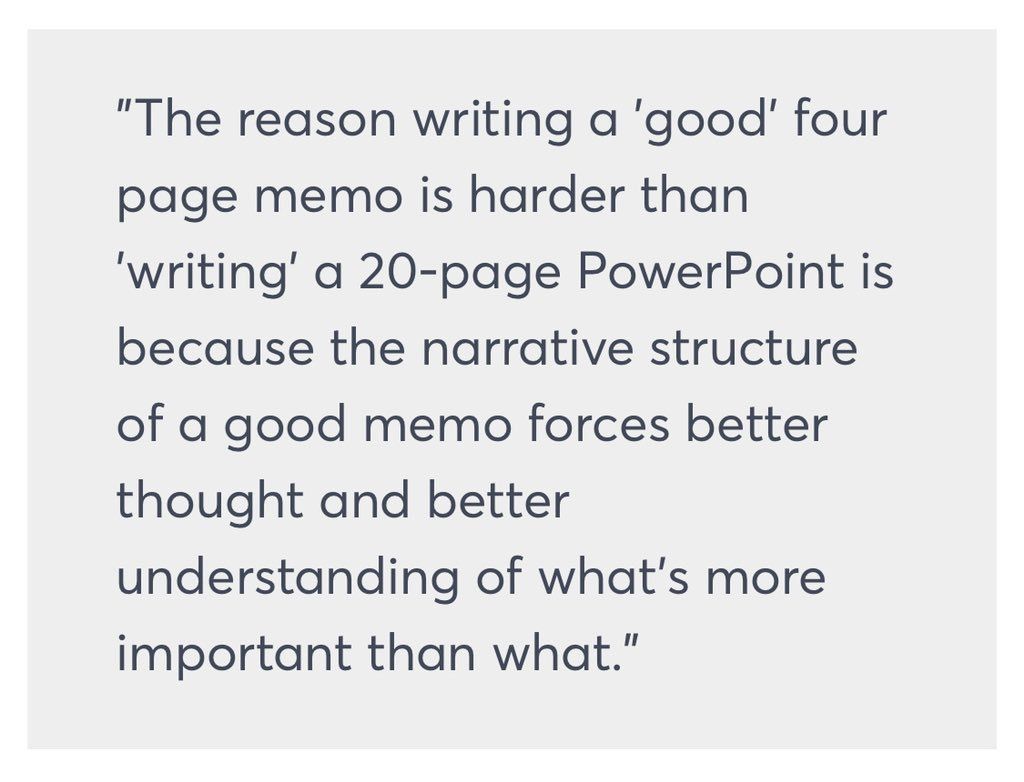 "The reason writing a 'good' four
page memo is harder than
'writing' a 20-page PowerPoint is
because the narrative structure
of a good memo forces better
thought and better
understanding of what's more
important than what."